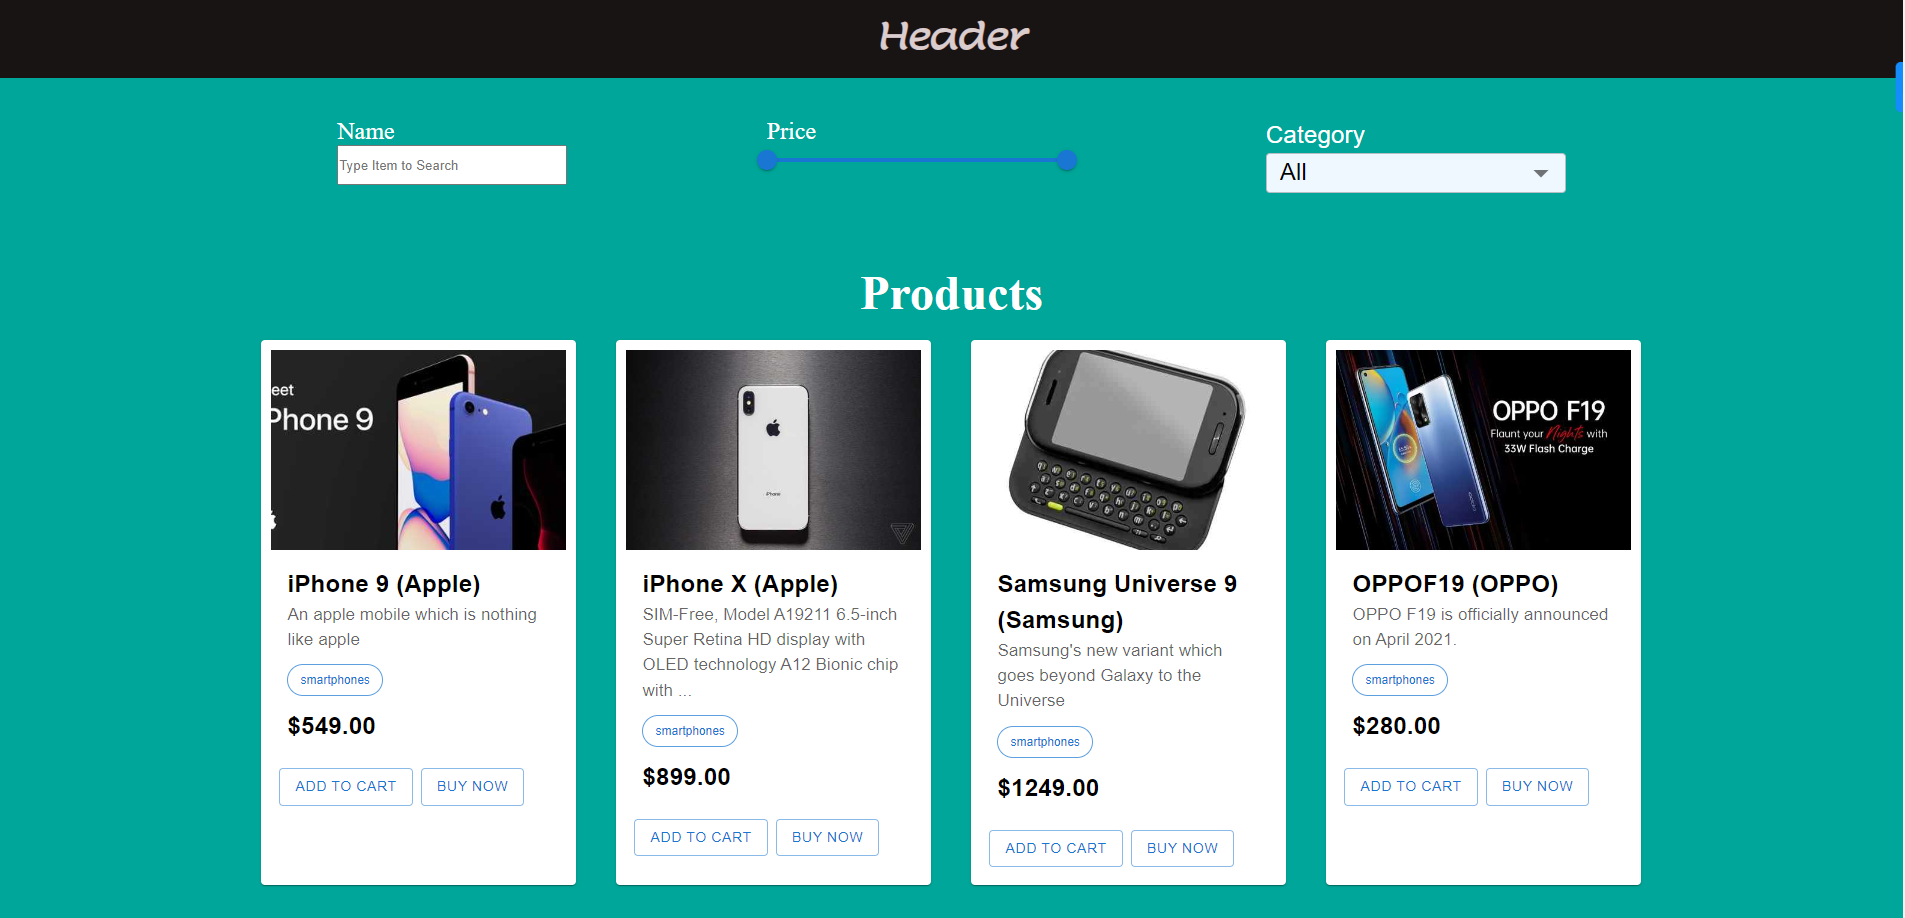 Header
Name
Price
Category
Type Item to Search
All
Products
eet
Phone 9
iPhone 9 (Apple)
An apple mobile which is nothing
like apple
smartphones
$549.00
ADD TO CART BUY NOW
iPhone
iPhone X (Apple)
SIM-Free, Model A19211 6.5-inch
Super Retina HD display with
OLED technology A12 Bionic chip
with ...
smartphones
$899.00
ADD TO CART BUY NOW
Samsung Universe 9
(Samsung)
Samsung's new variant which
goes beyond Galaxy to the
Universe
smartphones
$1249.00
ADD TO CART BUY NOW
OPPO F19
Flaunt your Nights with
33W Flash Charge
OPPOF19 (OPPO)
OPPO F19 is officially announced
on April 2021.
smartphones
$280.00
ADD TO CART BUY NOW